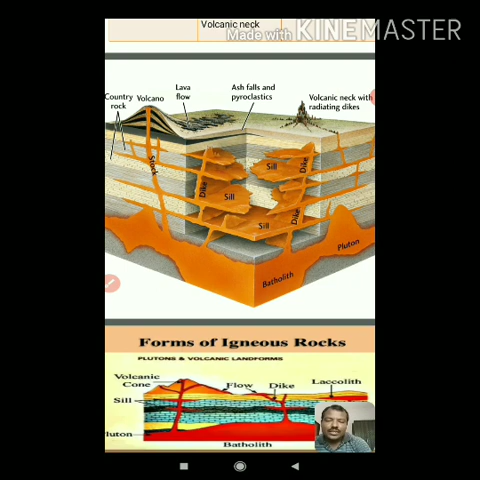 Volcanic neck
Made with KINEMASTER
Lava flow
Ash falls and pyroclastics
Country rock
Volcano
Volcanic neck with radiating dikes
Stock
Dike
Sill
Sill
Dike
Sill
Dike
Pluton
Batholith
Forms of Igneous Rocks
PLUTONS & VOLCANIC LANDFORMS
Volcanic Cone
Flow
Dike
Laccolith
Sill
Pluton
Batholith